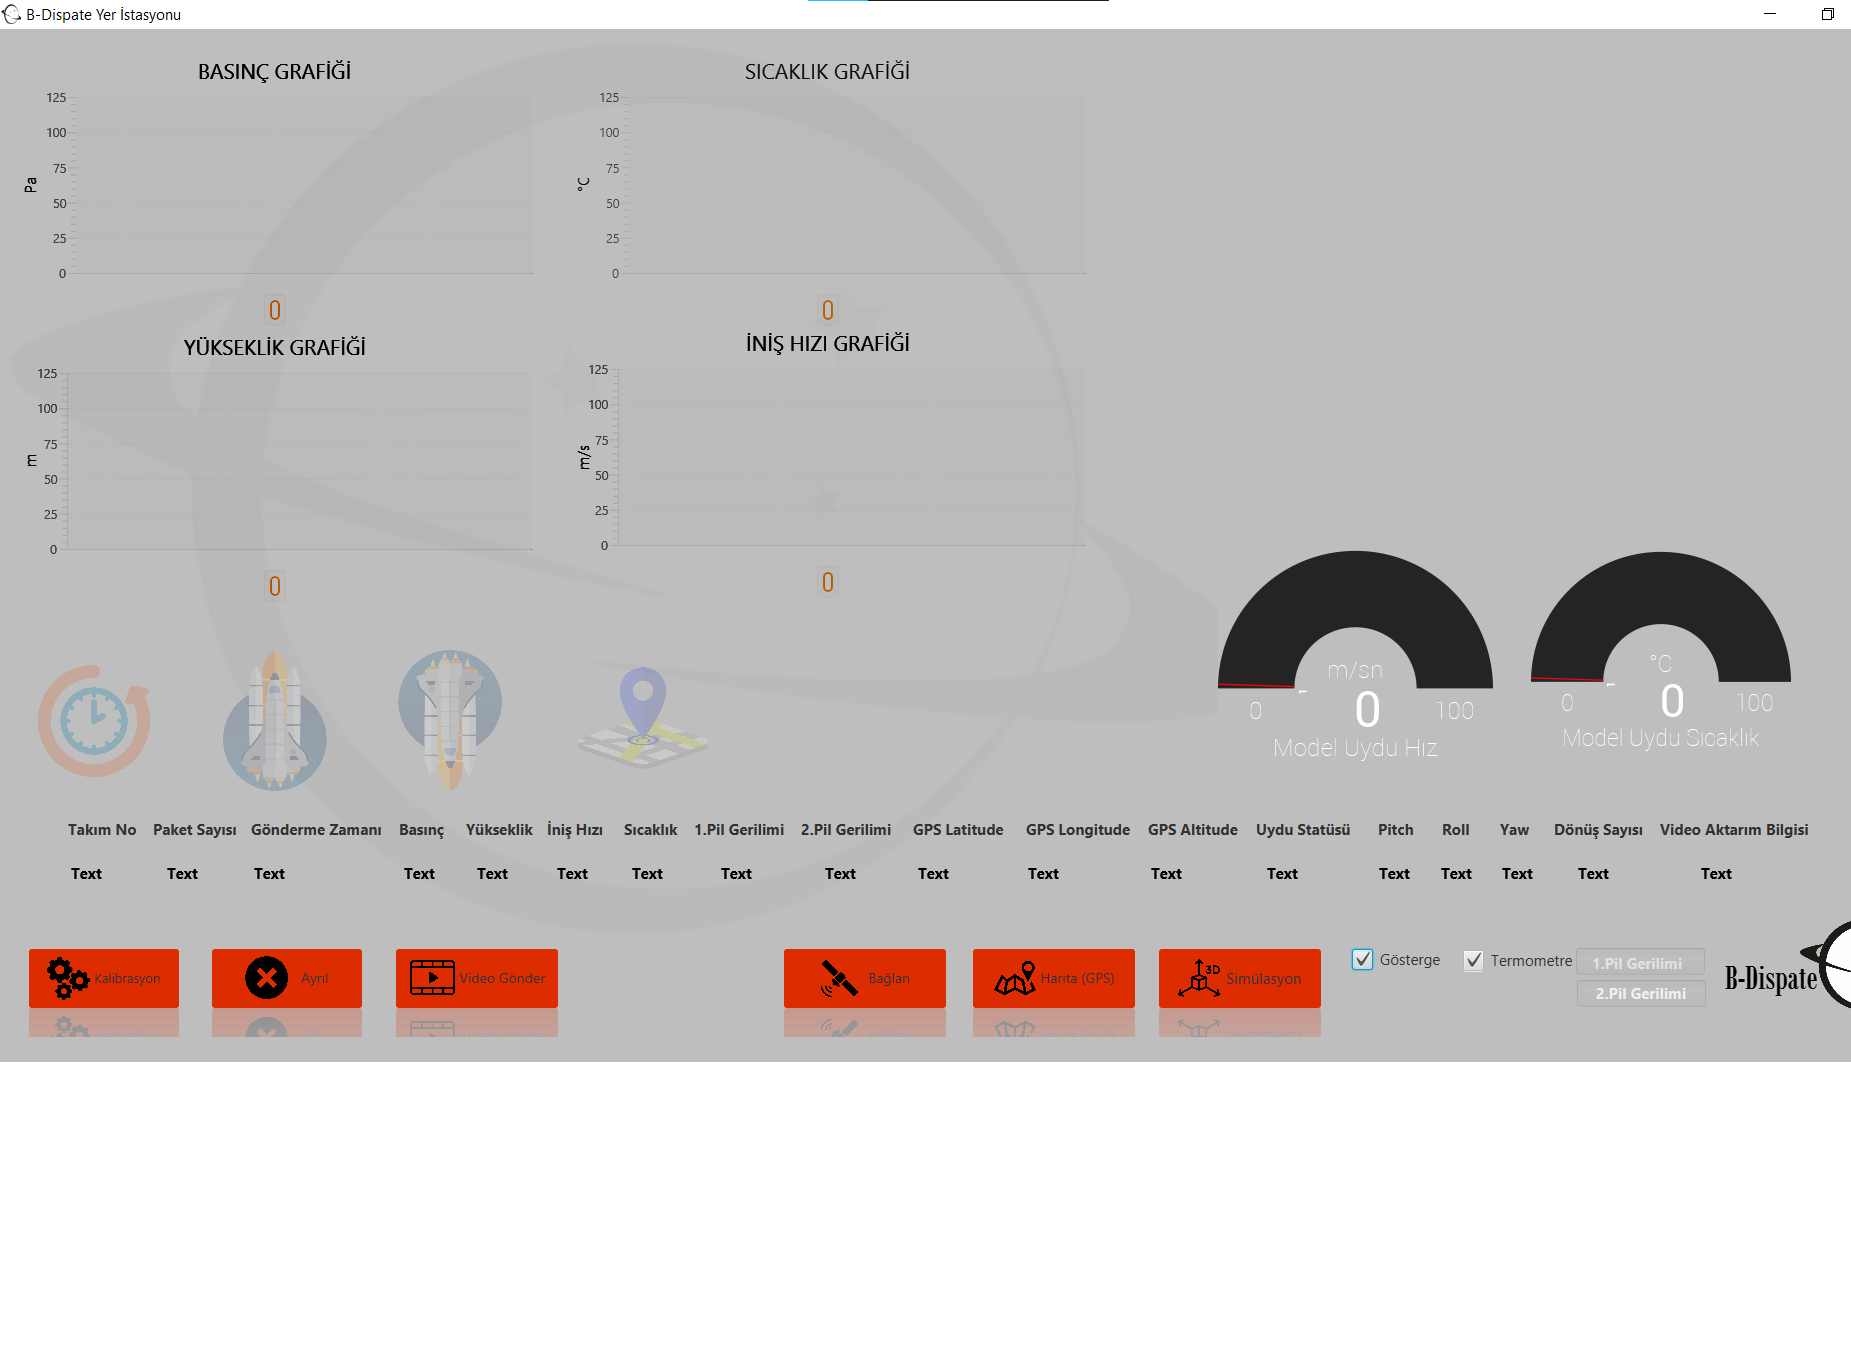 B-Dispate Yer İstasyonu
BASINÇ GRAFİĞİ
125
100
75
50
25
0
Pa
0
SICAKLIK GRAFİĞİ
125
100
75
50
25
0
°C
0
YÜKSEKLİK GRAFİĞİ
125
100
75
50
25
0
m
0
İNİŞ HIZI GRAFİĞİ
125
100
75
50
25
0
m/s
0
m/sn
0 0 100
Model Uydu Hız
°C
0 0 100
Model Uydu Sıcaklık
Takım No Paket Sayısı Gönderme Zamanı Basınç Yükseklik İniş Hızı Sıcaklık 1.Pil Gerilimi 2.Pil Gerilimi GPS Latitude GPS Longitude GPS Altitude Uydu Statüsü Pitch Roll Yaw Dönüş Sayısı Video Aktarım Bilgisi
Text Text Text Text Text Text Text Text Text Text Text Text Text Text Text Text Text Text
Kalibrasyon
Ayrıl
Video Gönder
Bağlan
Harita (GPS)
3D Simülasyon
Gösterge
Termometre
1.Pil Gerilimi
2.Pil Gerilimi
B-Dispate